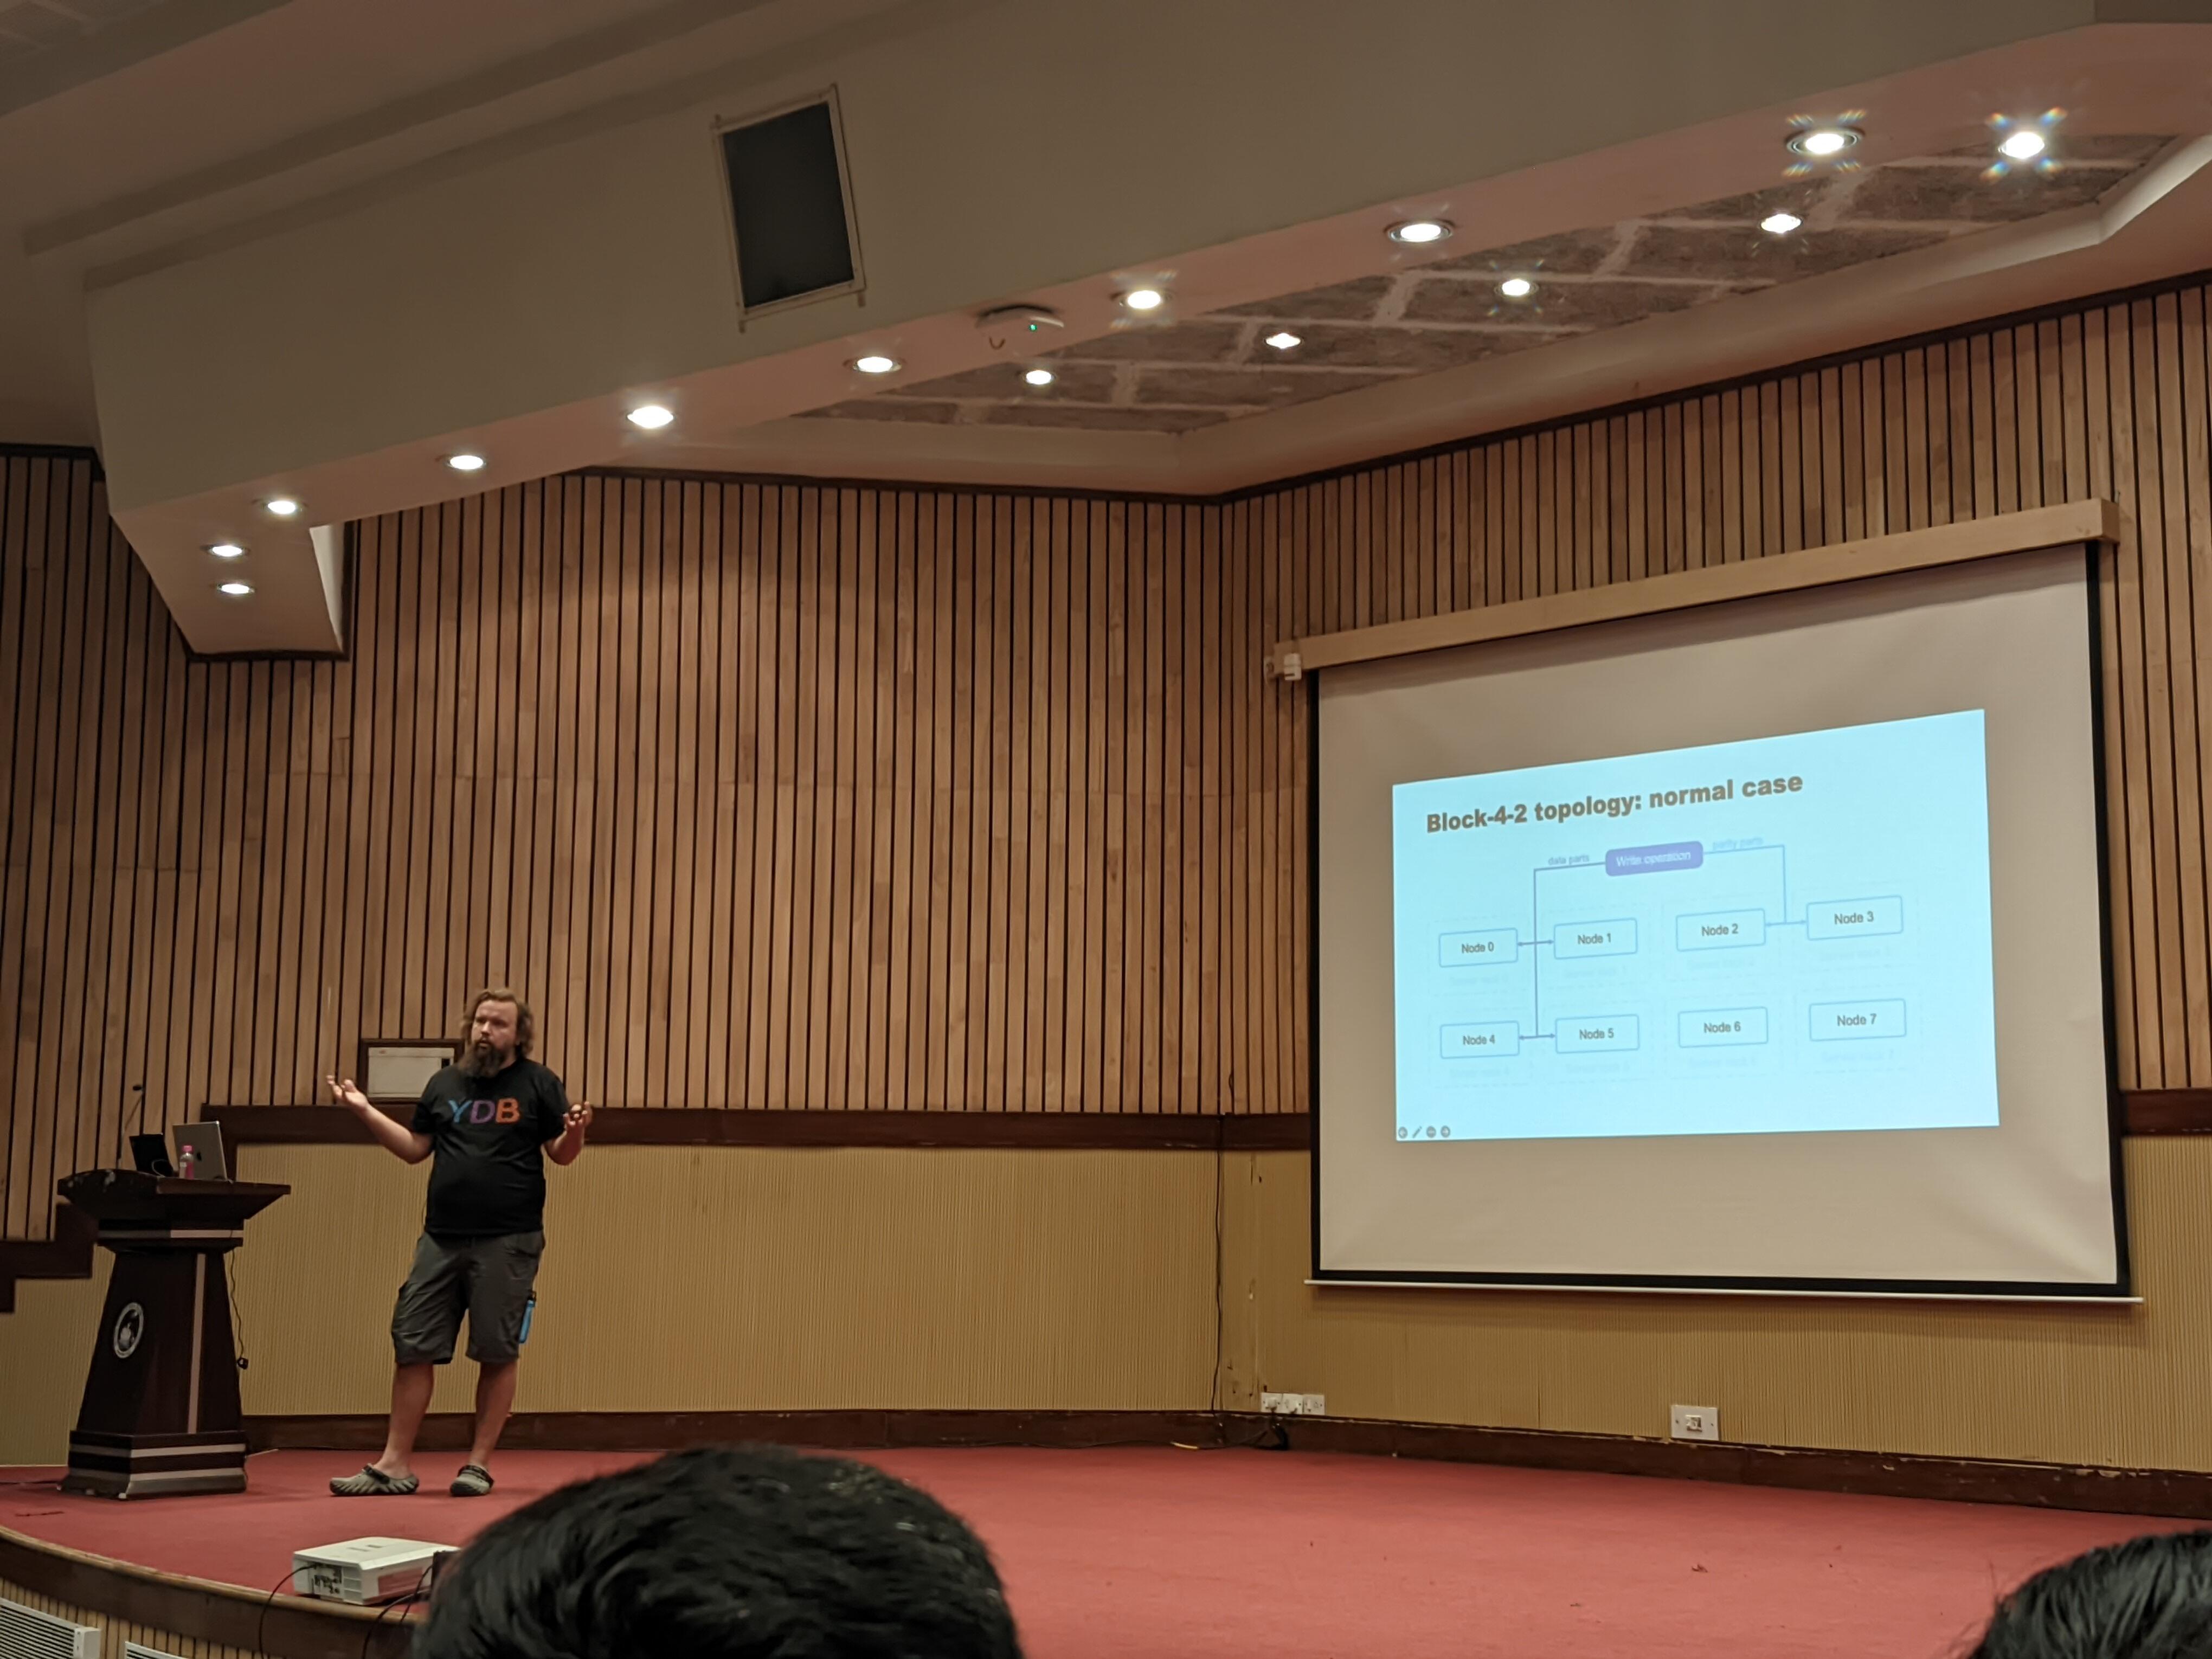 Block-4-2 topology: normal case
data parts
Write operation
parity parts
Node 0
Node 1
Node 2
Node 3
Node 4
Node 5
Node 6
Node 7
YDB